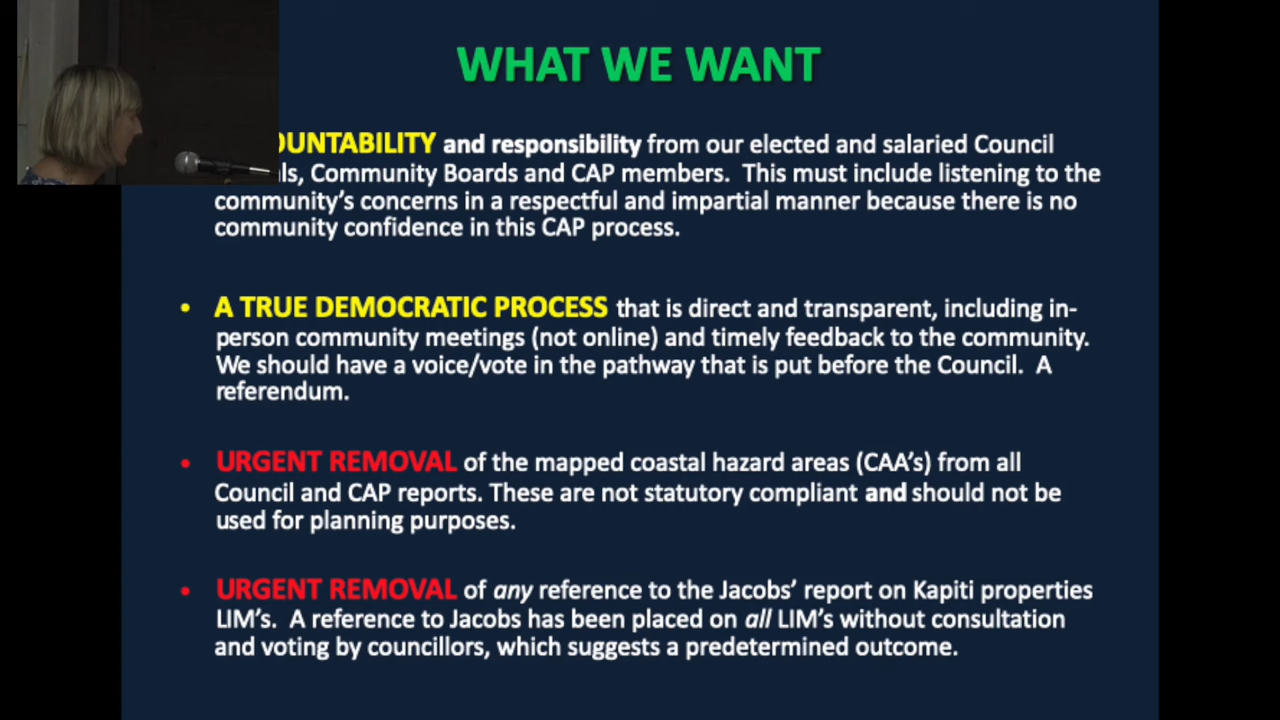 WHAT WE WANT
OUNTABILITY and responsibility from our elected and salaried Council
ls, Community Boards and CAP members. This must include listening to the
community's concerns in a respectful and impartial manner because there is no
community confidence in this CAP process.
• A TRUE DEMOCRATIC PROCESS that is direct and transparent, including in-
person community meetings (not online) and timely feedback to the community.
We should have a voice/vote in the pathway that is put before the Council. A
referendum.
• URGENT REMOVAL of the mapped coastal hazard areas (CAA's) from all
Council and CAP reports. These are not statutory compliant and should not be
used for planning purposes.
• URGENT REMOVAL of any reference to the Jacobs' report on Kapiti properties
LIM's. A reference to Jacobs has been placed on all LIM's without consultation
and voting by councillors, which suggests a predetermined outcome.